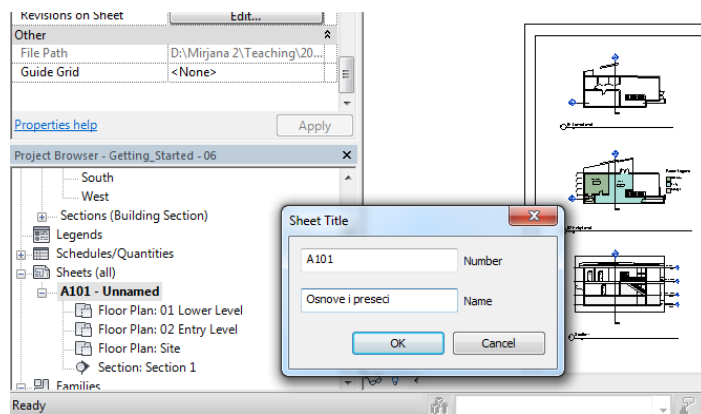 Revisions on Sheet Edit...
Other
File Path D:\Mirjana 2\Teaching\20...
Guide Grid <None>
Properties help Apply
Project Browser - Getting_Started - 06
South
West
Sections (Building Section)
Legends
Schedules/Quantities
Sheets (all)
A101 - Unnamed
Floor Plan: 01 Lower Level
Floor Plan: 02 Entry Level
Floor Plan: Site
Section: Section 1
Families
Sheet Title
A101 Number
Osnove i preseci Name
OK Cancel
Ready